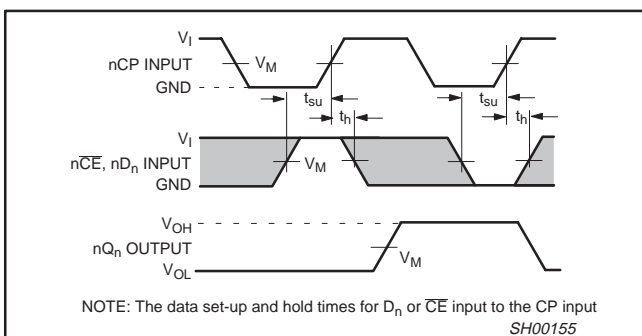 VI
nCP INPUT
VM
GND
tsu
tsu
th
th
VI
nCE, nDn INPUT
VM
GND
VOH
nQn OUTPUT
VM
VOL
NOTE: The data set-up and hold times for Dn or CE input to the CP input
SH00155